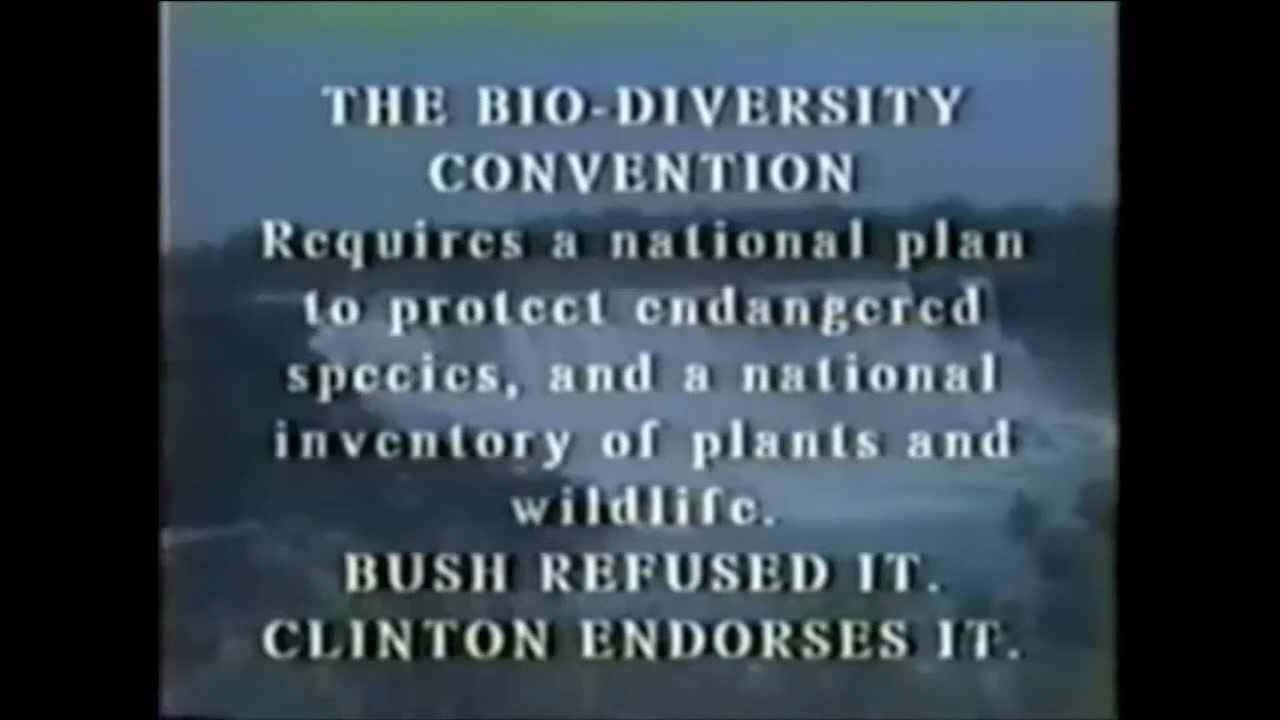 THE BIO-DIVERSITY
CONVENTION
Requires a national plan
to protect endangered
species, and a national
inventory of plants and
wildlife.
BUSH REFUSED IT.
CLINTON ENDORSES IT.